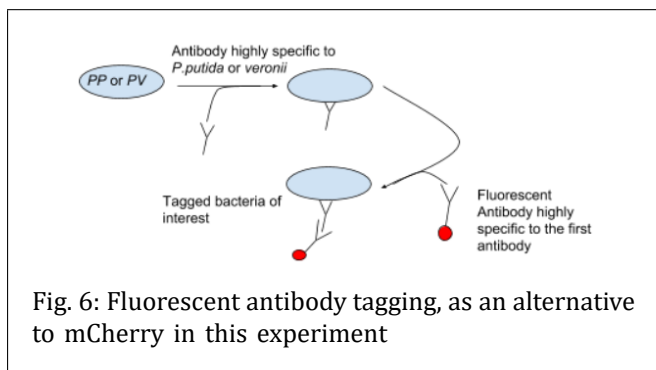 Antibody highly specific to
P.putida or veronii
PP or PV
Tagged bacteria of
interest
Fluorescent
Antibody highly
specific to the first
antibody
Fig. 6: Fluorescent antibody tagging, as an alternative
to mCherry in this experiment